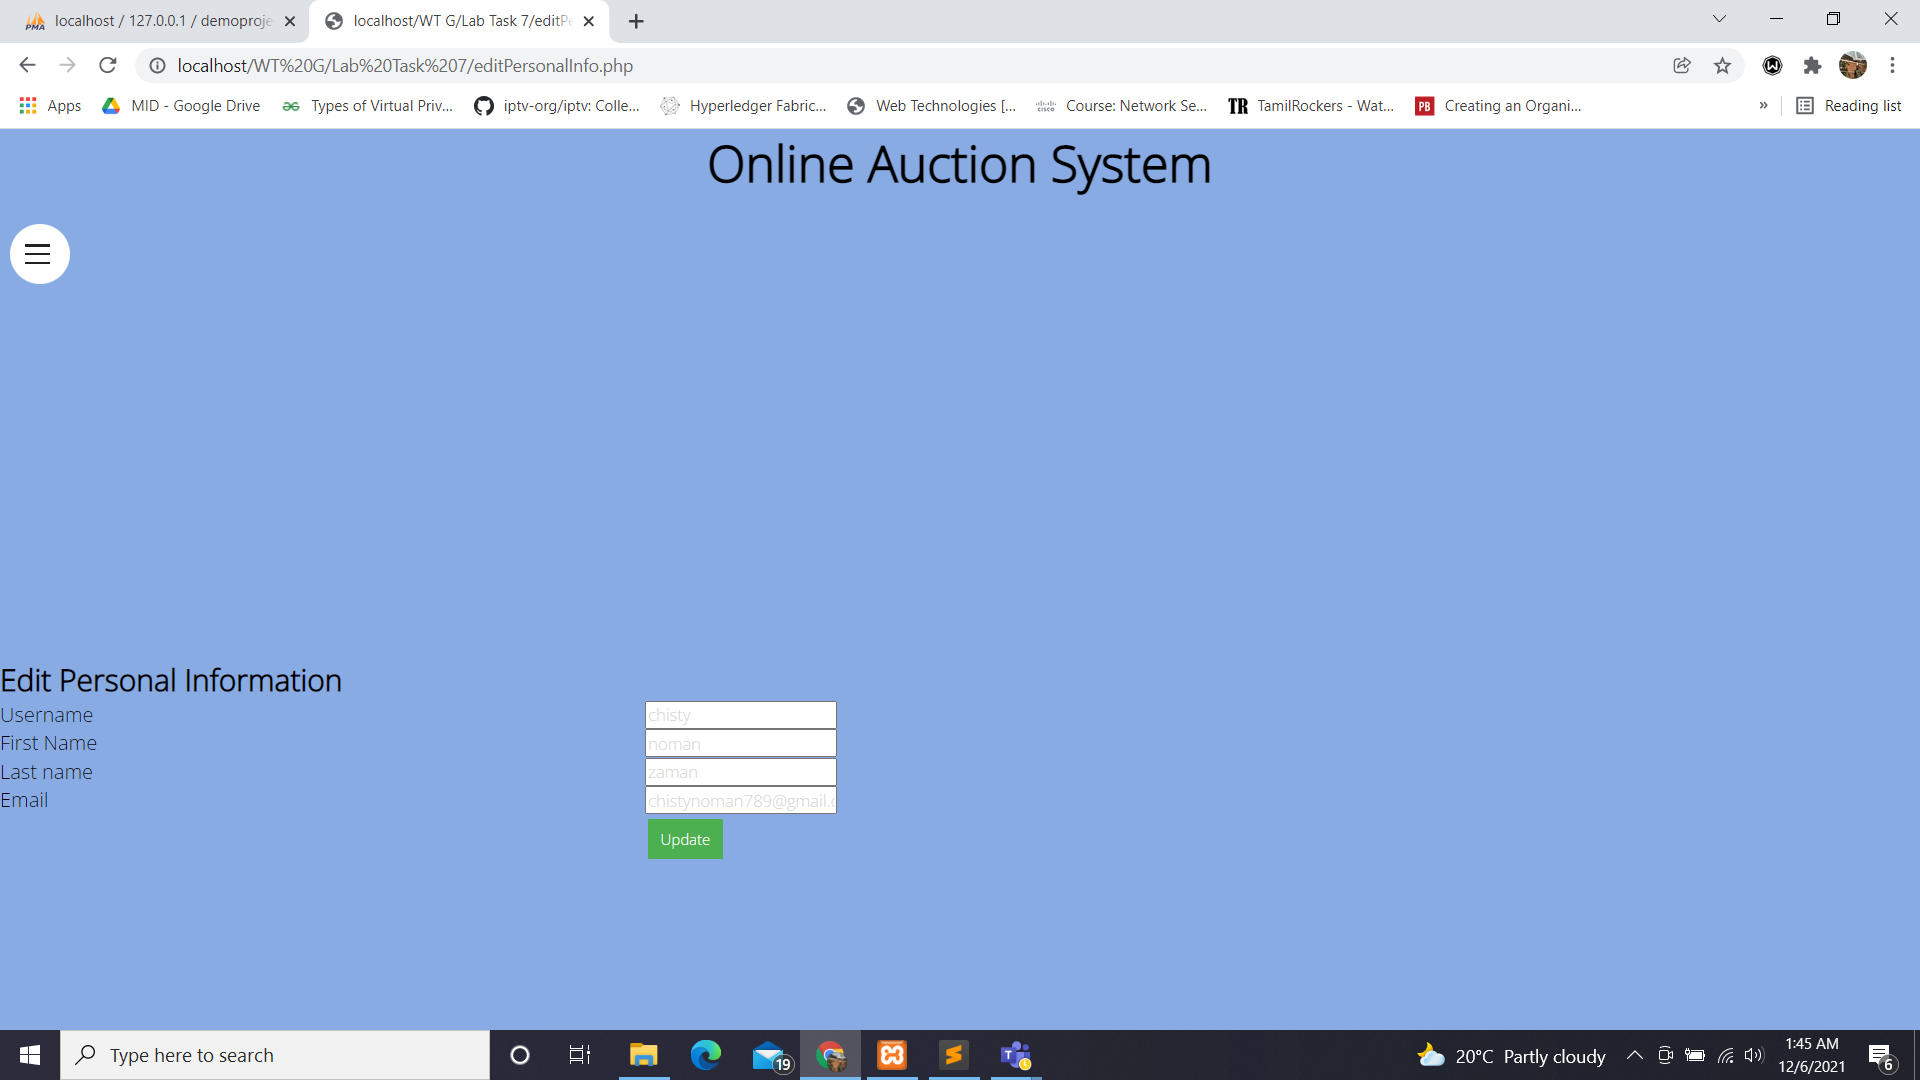 localhost / 127.0.0.1 / demoproje
localhost/WT G/Lab Task 7/editPe
localhost/WT%20G/Lab%20Task%207/editPersonalInfo.php
Apps
MID - Google Drive
Types of Virtual Priv...
iptv-org/iptv: Colle...
Hyperledger Fabric...
Web Technologies [...
Course: Network Se...
TamilRockers - Wat...
Creating an Organi...
»
Reading list
Online Auction System
Edit Personal Information
Username
chisty
First Name
noman
Last name
zaman
Email
chistynoman789@gmail.c
Update
Type here to search
19
20°C Partly cloudy
1:45 AM
12/6/2021
6